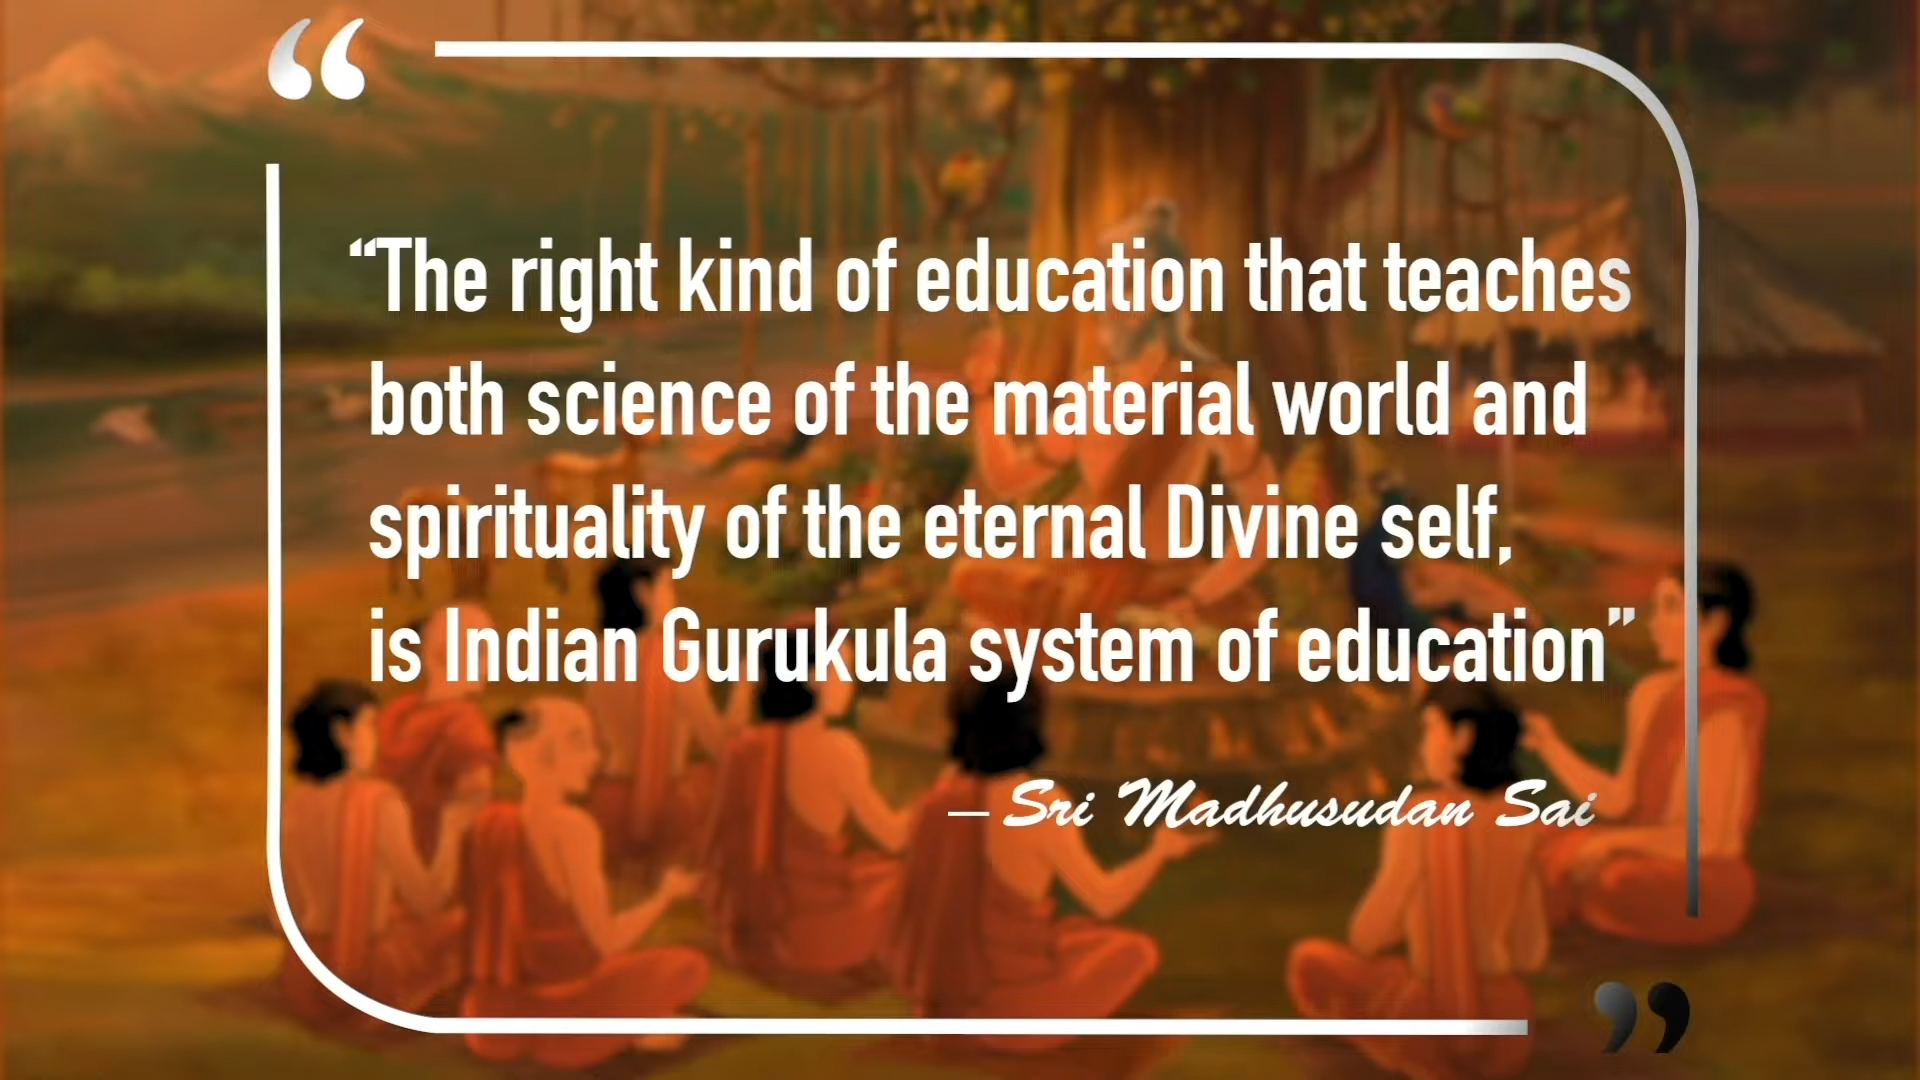 “The right kind of education that teaches
both science of the material world and
spirituality of the eternal Divine self,
is Indian Gurukula system of education”
— Sri Madhusudan Sai